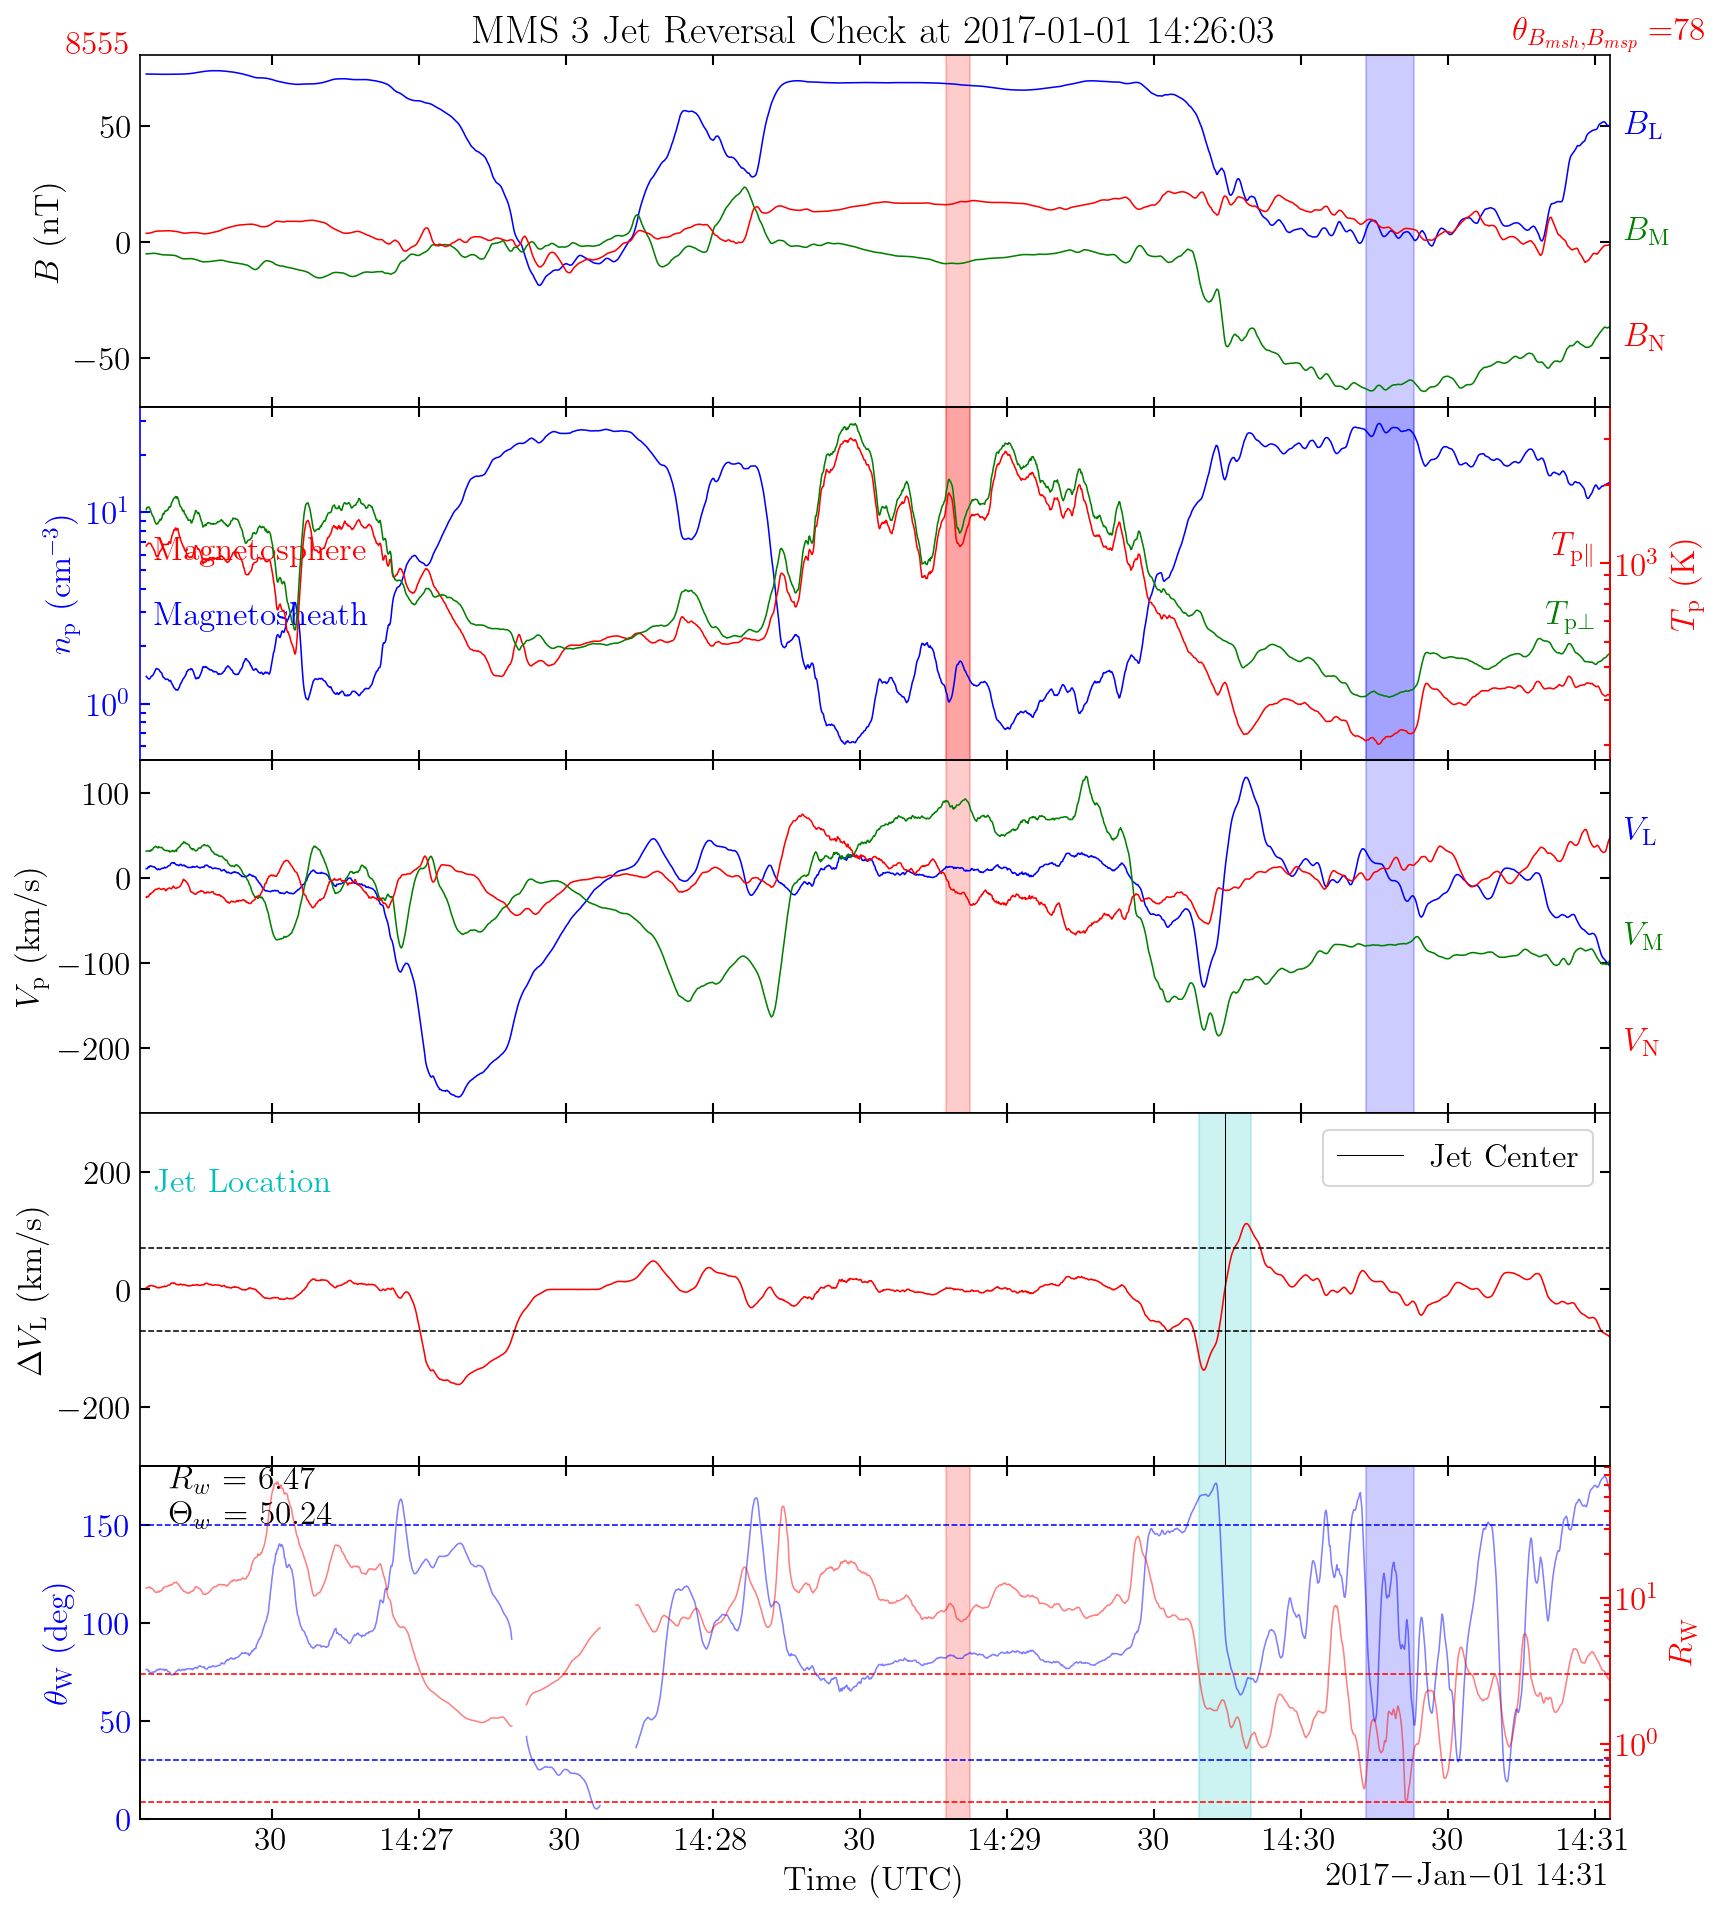 MMS 3 Jet Reversal Check at 2017-01-01 14:26:03
8555
θ_{B_{msh},B_{msp}} =78
50
0
−50
B (nT)
B_L
B_M
B_N
10^1
10^0
n_p (cm^{−3})
Magnetosphere
Magnetosheath
T_{p∥}
T_{p⊥}
10^3
T_p (K)
100
0
−100
−200
V_p (km/s)
V_L
V_M
V_N
200
0
−200
ΔV_L (km/s)
Jet Location
Jet Center
R_w = 6.47
Θ_w = 50.24
150
100
50
0
θ_W (deg)
10^1
10^0
R_W
30 14:27 30 14:28 30 14:29 30 14:30 30 14:31
Time (UTC)
2017−Jan−01 14:31